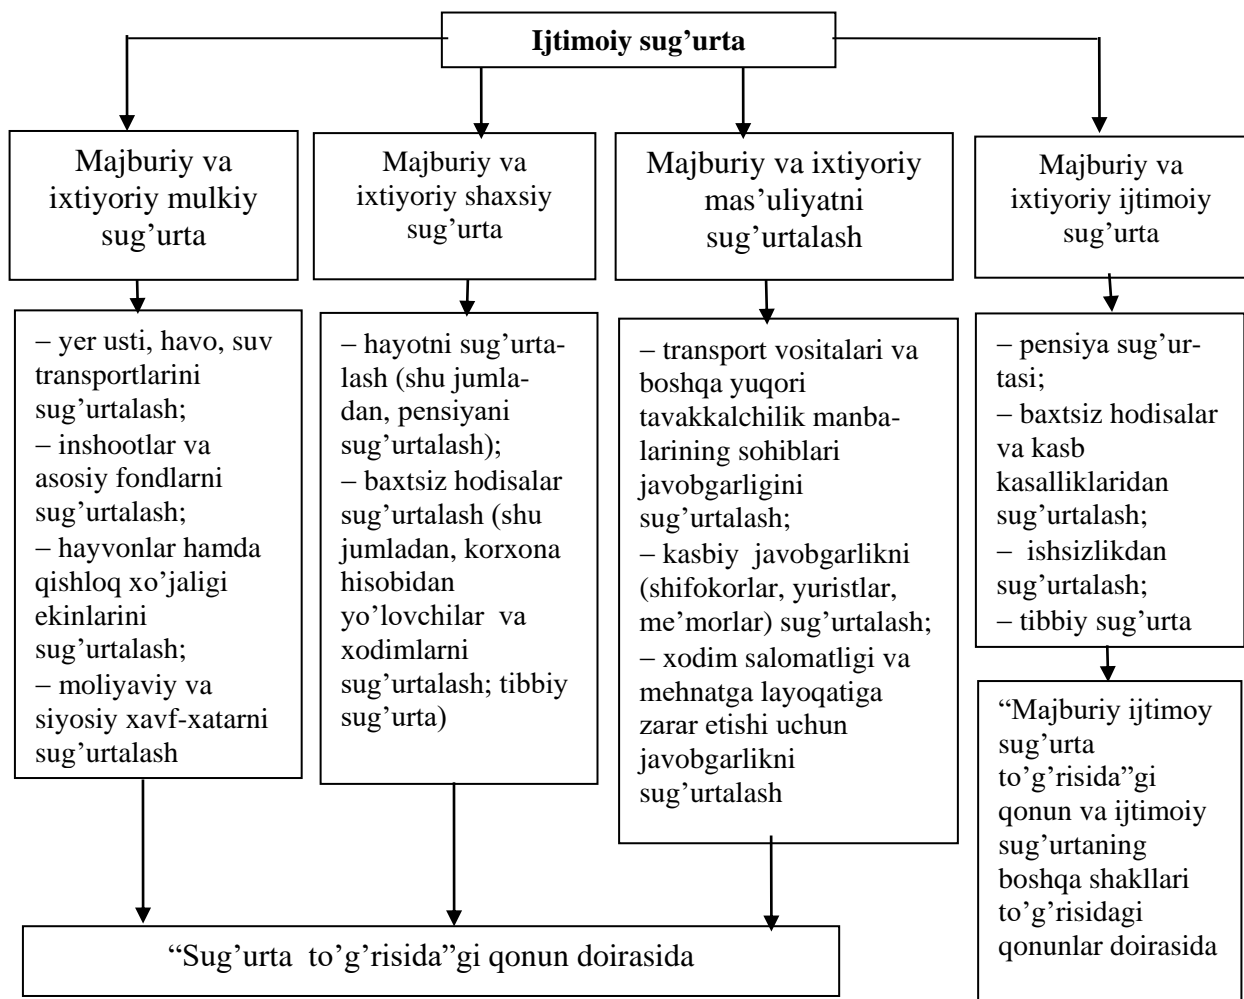 Ijtimoiy sug’urta
Majburiy va
ixtiyoriy mulkiy
sug’urta
Majburiy va
ixtiyoriy shaxsiy
sug’urta
Majburiy va ixtiyoriy
mas’uliyatni
sug’urtalash
Majburiy va
ixtiyoriy ijtimoiy
sug’urta
– yer usti, havo, suv
transportlarini
sug’urtalash;
– inshootlar va
asosiy fondlarni
sug’urtalash;
– hayvonlar hamda
qishloq xo’jaligi
ekinlarini
sug’urtalash;
– moliyaviy va
siyosiy xavf-xatarni
sug’urtalash
– hayotni sug’urta-
lash (shu jumla-
dan, pensiyani
sug’urtalash);
– baxtsiz hodisalar
sug’urtalash (shu
jumladan, korxona
hisobidan
yo’lovchilar va
xodimlarni
sug’urtalash; tibbiy
sug’urta)
– transport vositalari va
boshqa yuqori
tavakkalchilik manba-
larining sohiblari
javobgarligini
sug’urtalash;
– kasbiy javobgarlikni
(shifokorlar, yuristlar,
me’morlar) sug’urtalash;
– xodim salomatligi va
mehnatga layoqatiga
zarar etishi uchun
javobgarlikni
sug’urtalash
– pensiya sug’ur-
tasi;
– baxtsiz hodisalar
va kasb
kasalliklaridan
sug’urtalash;
– ishsizlikdan
sug’urtalash;
– tibbiy sug’urta
“Majburiy ijtimoy
sug’urta
to’g’risida”gi
qonun va ijtimoiy
sug’urtaning
boshqa shakllari
to’g’risidagi
qonunlar doirasida
“Sug’urta to’g’risida”gi qonun doirasida